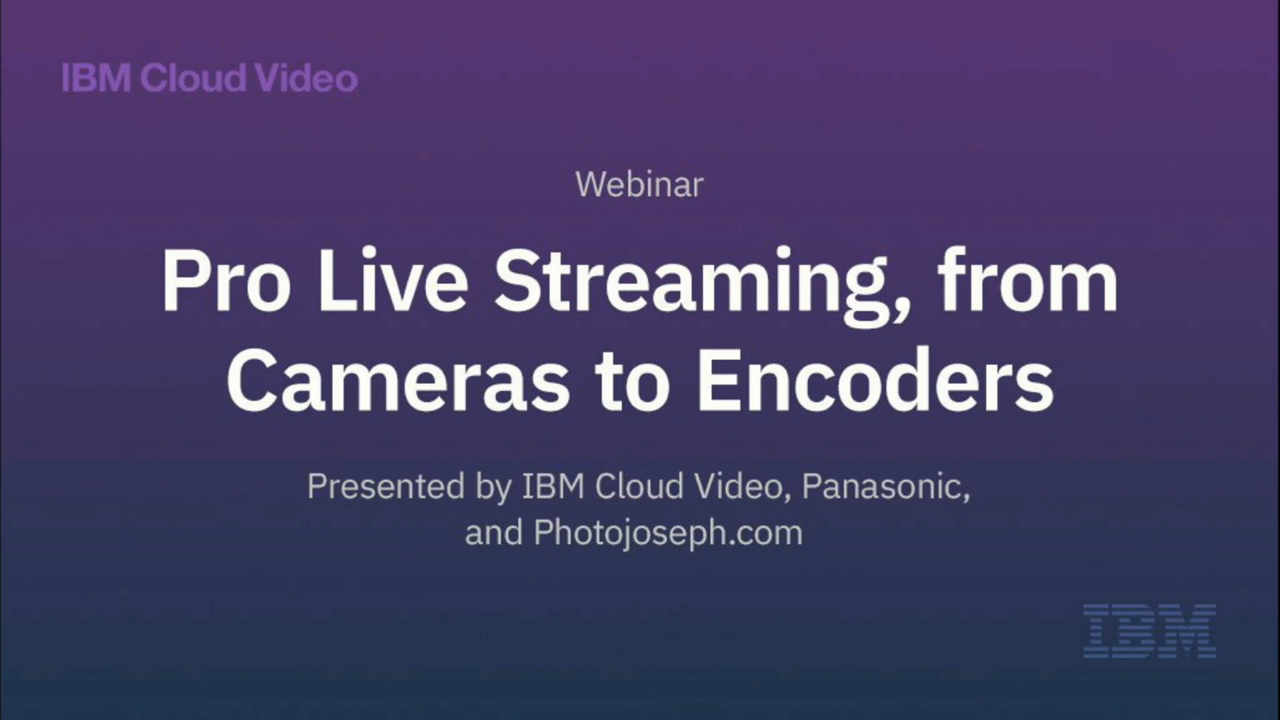 IBM Cloud Video
Webinar
Pro Live Streaming, from
Cameras to Encoders
Presented by IBM Cloud Video, Panasonic,
and Photojoseph.com
IBM